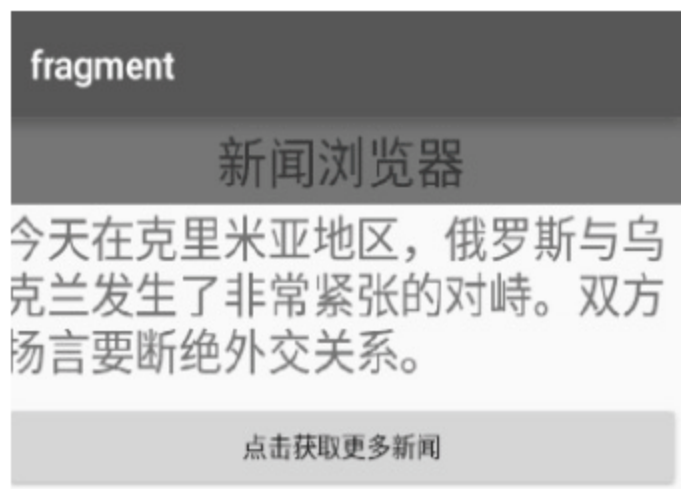 fragment
新闻浏览器
今天在克里米亚地区，俄罗斯与乌
克兰发生了非常紧张的对峙。双方
扬言要断绝外交关系。
点击获取更多新闻